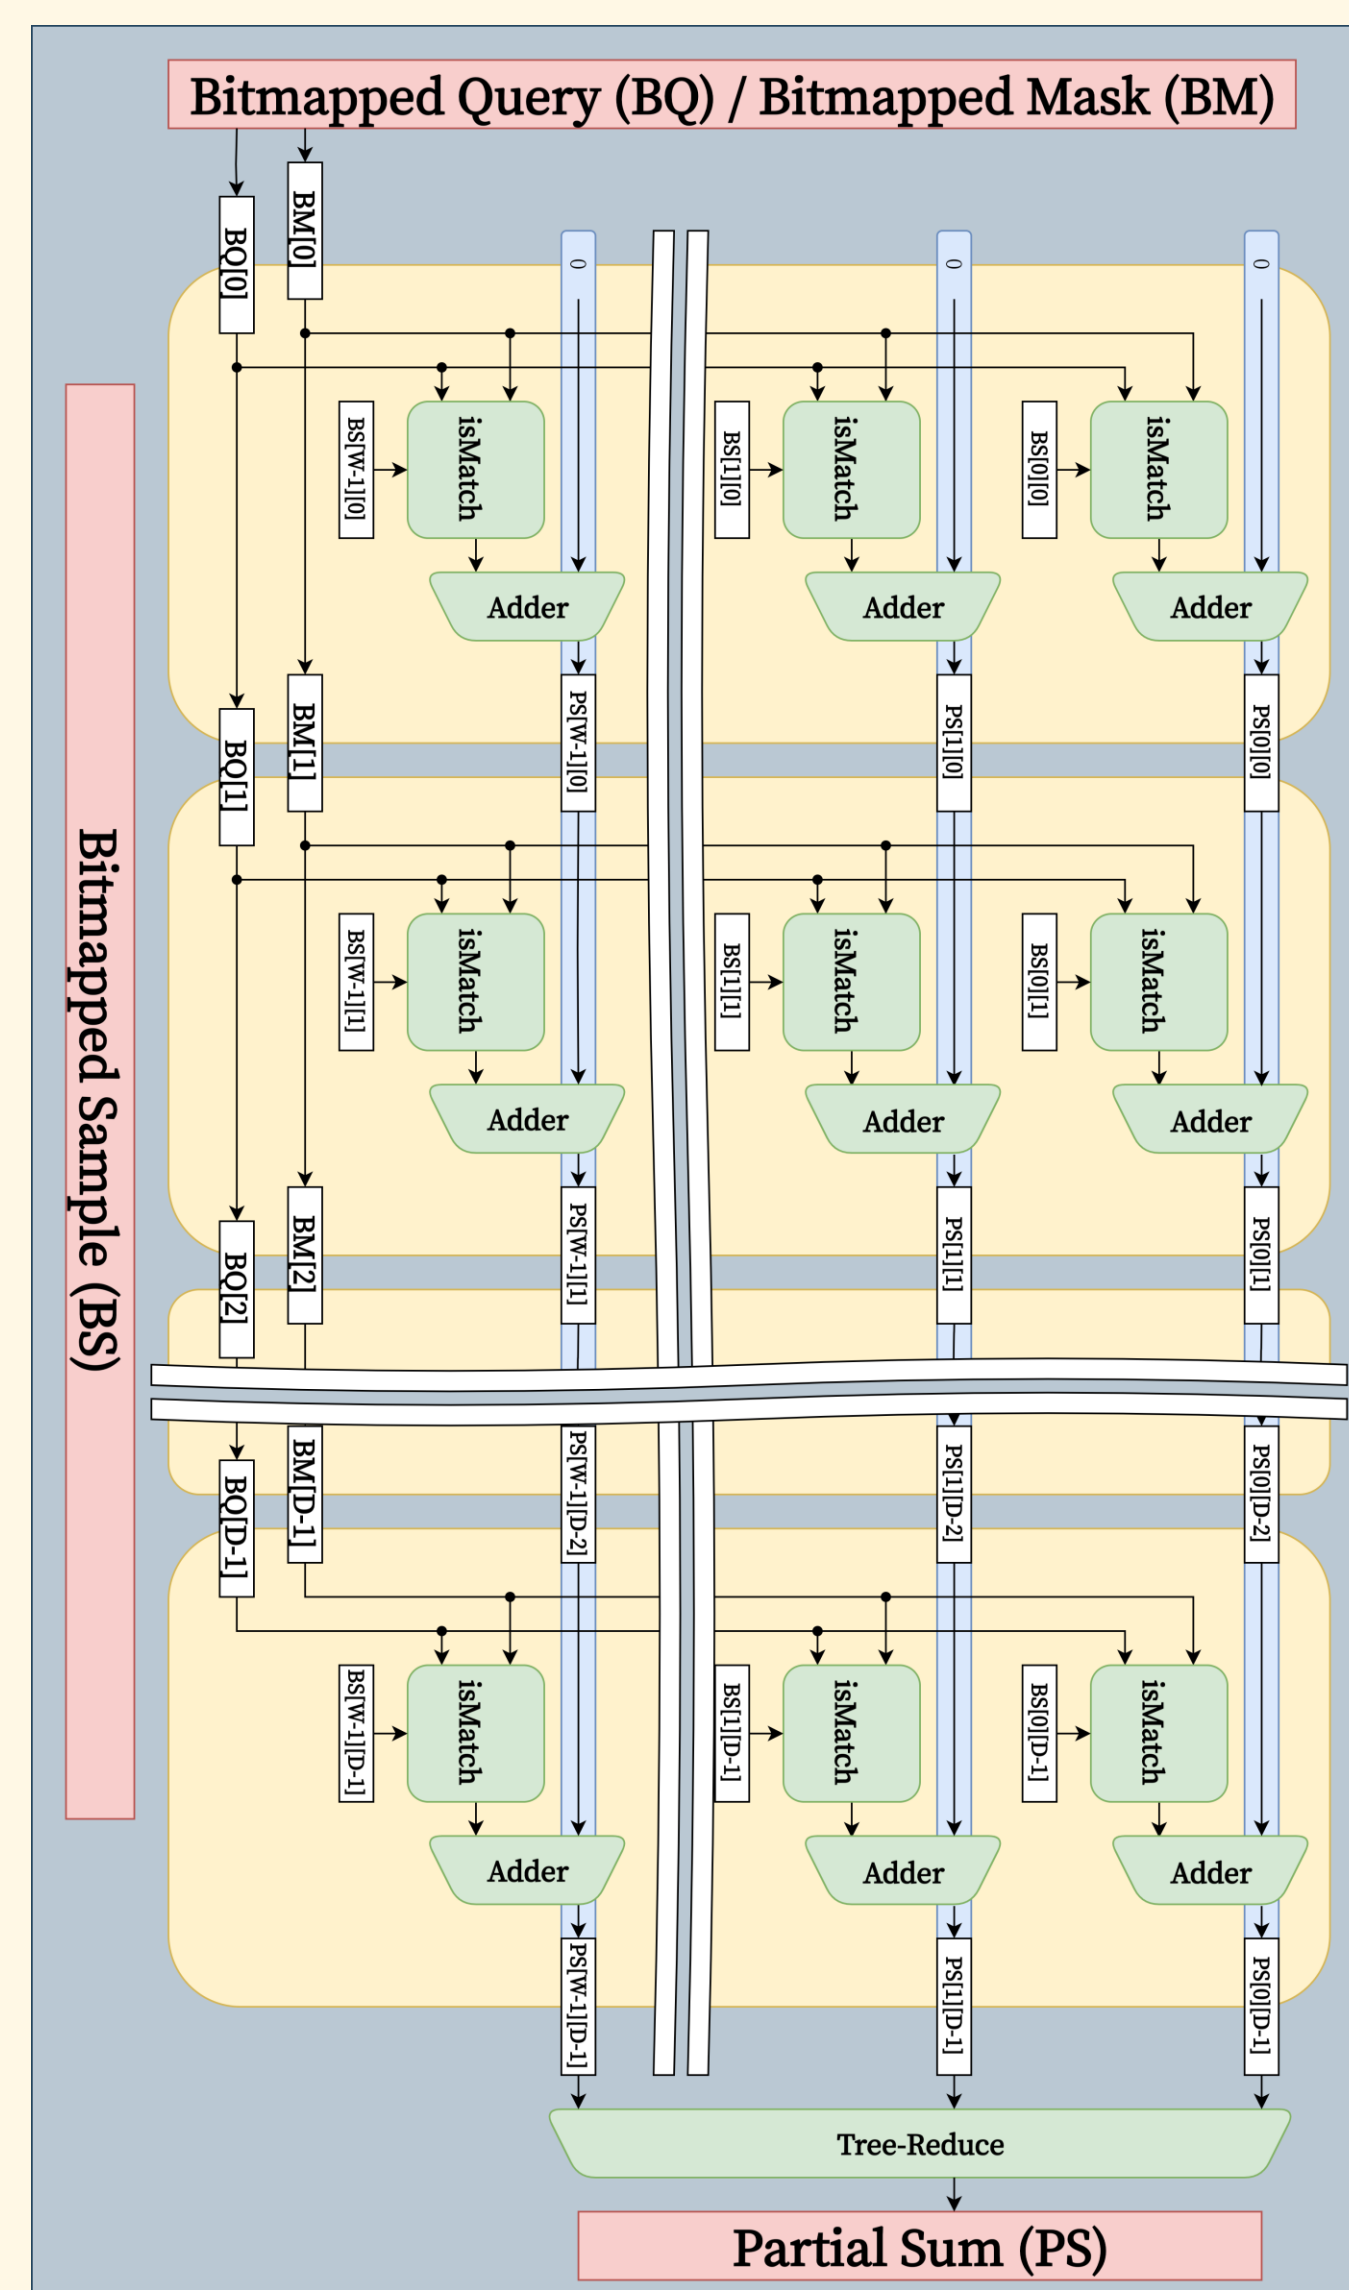 Bitmapped Query (BQ) / Bitmapped Mask (BM)
BQ[0]
BM[0]
0
0
0
BS[W-1][0]
isMatch
BS[1][0]
isMatch
BS[0][0]
isMatch
Adder
Adder
Adder
BQ[1]
BM[1]
PS[W-1][0]
PS[1][0]
PS[0][0]
BS[W-1][1]
isMatch
BS[1][1]
isMatch
BS[0][1]
isMatch
Adder
Adder
Adder
Bitmapped Sample (BS)
BQ[2]
BM[2]
PS[W-1][1]
PS[1][1]
PS[0][1]
BQ[D-1]
BM[D-1]
PS[W-1][D-2]
PS[1][D-2]
PS[0][D-2]
BS[W-1][D-1]
isMatch
BS[1][D-1]
isMatch
BS[0][D-1]
isMatch
Adder
Adder
Adder
PS[W-1][D-1]
PS[1][D-1]
PS[0][D-1]
Tree-Reduce
Partial Sum (PS)